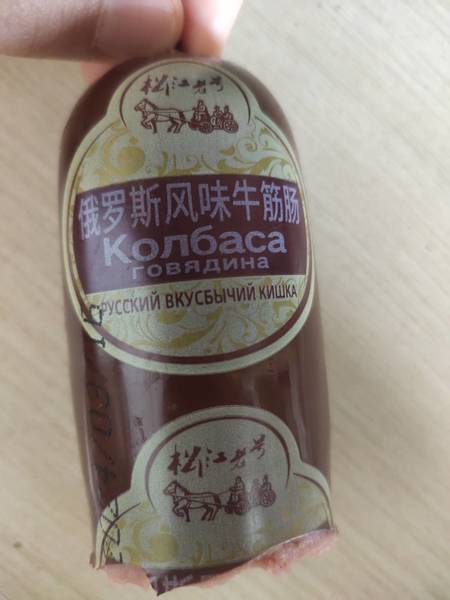 松江老号
俄罗斯风味牛筋肠
Колбаса
говядина
РУССКИЙ ВКУСБЫЧИЙ КИШКА
松江老号